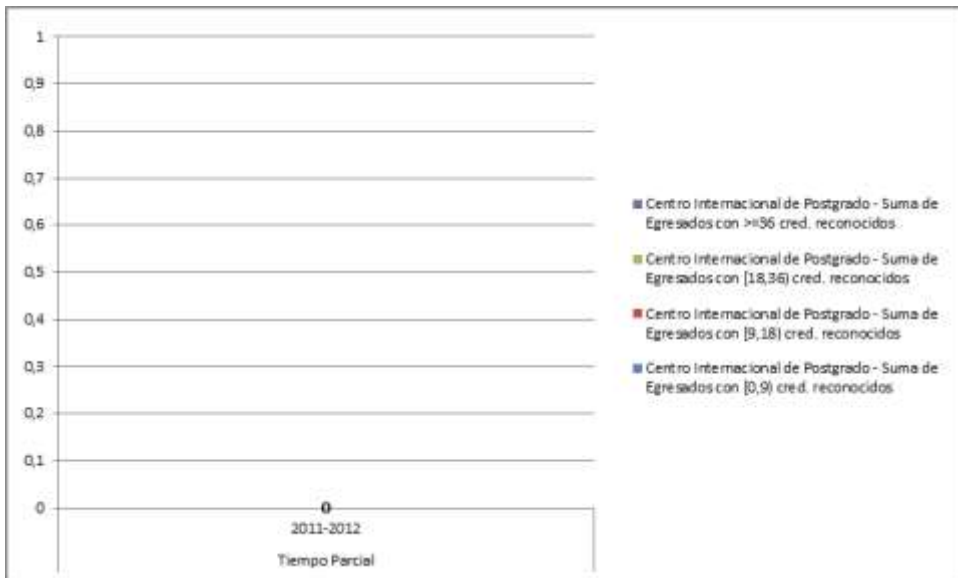 1
0,9
0,8
0,7
0,6
0,5
0,4
0,3
0,2
0,1
0
0
2011-2012
Tiempo Parcial
Centro Internacional de Postgrado - Suma de
Egresados con >=36 cred. reconocidos
Centro Internacional de Postgrado - Suma de
Egresados con [18,36) cred. reconocidos
Centro Internacional de Postgrado - Suma de
Egresados con [9,18) cred. reconocidos
Centro Internacional de Postgrado - Suma de
Egresados con [0,9) cred. reconocidos